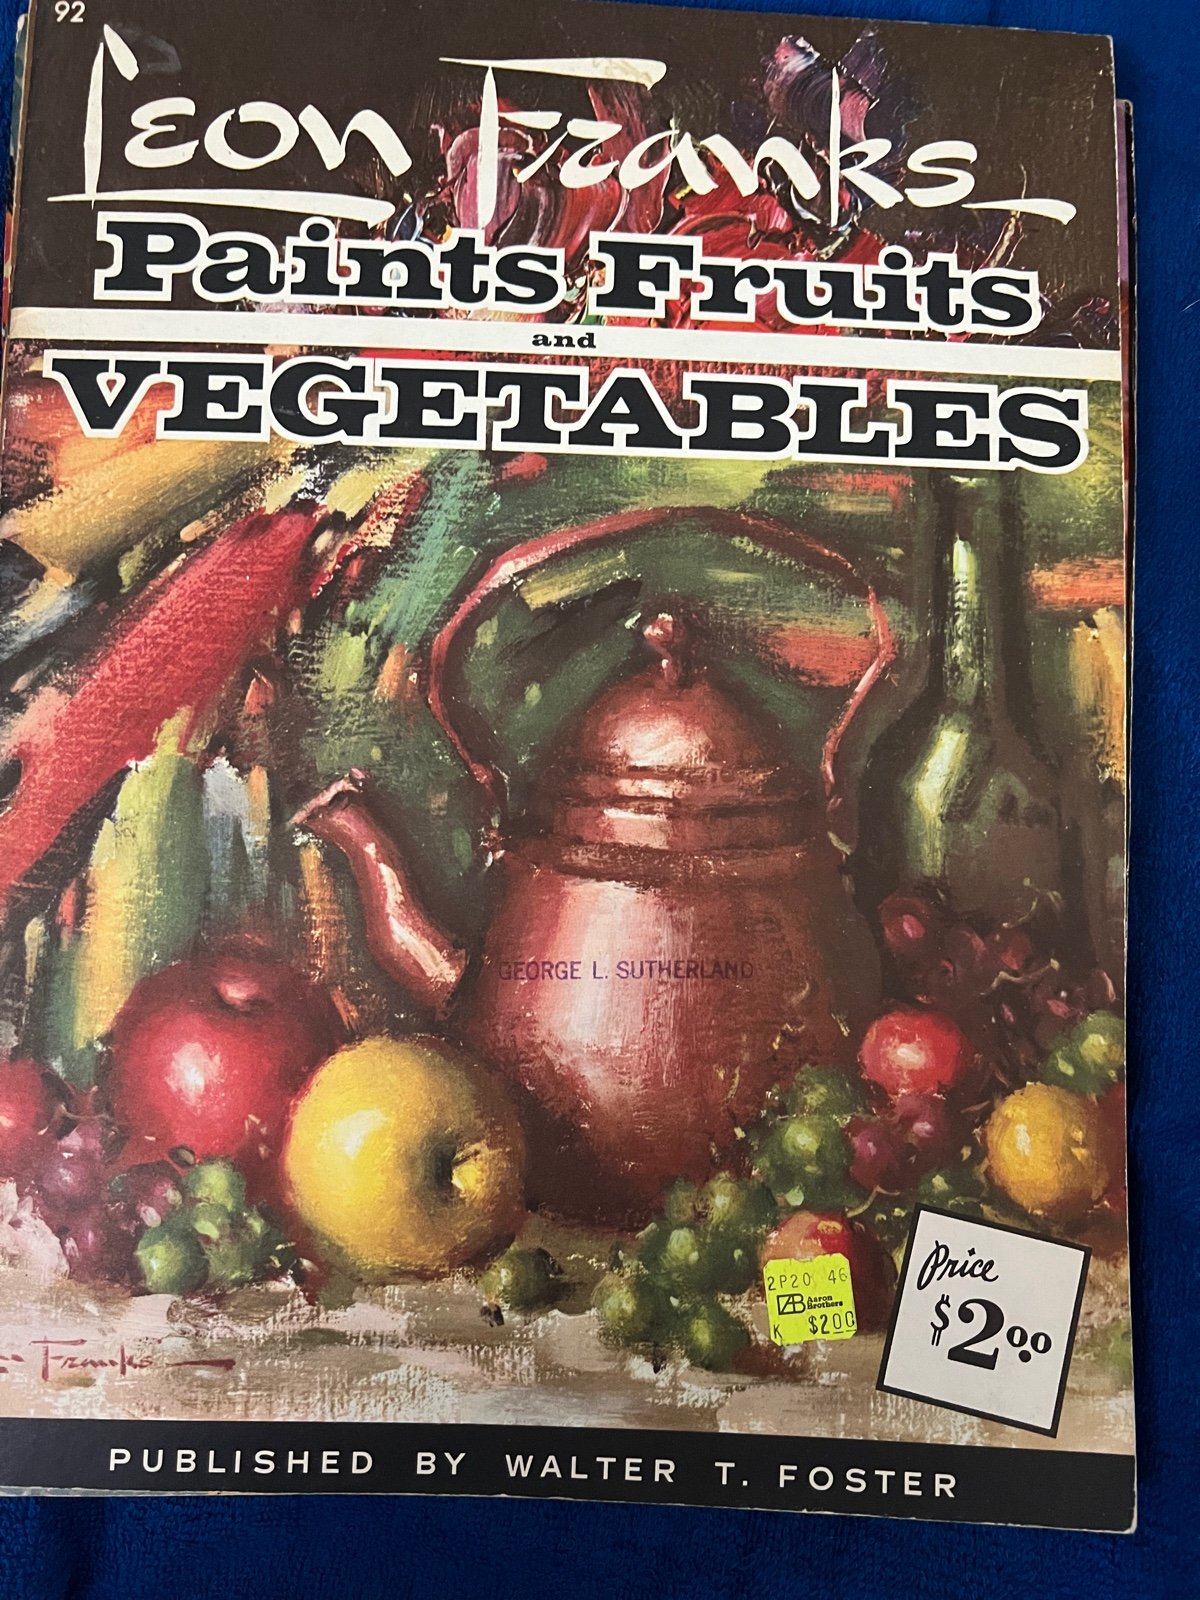 92
Leon Franks
Paints Fruits
and
VEGETABLES
GEORGE L. SUTHERLAND
2P20 46
AB Aaron Brothers
K $2.00
Price
$2.00
Franks
PUBLISHED BY WALTER T. FOSTER